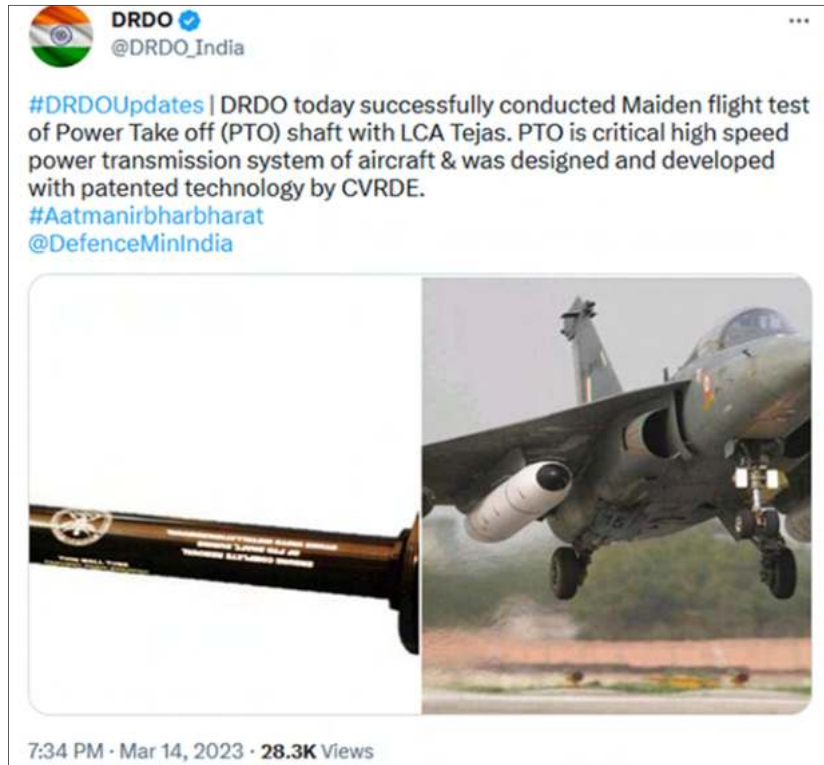 DRDO
@DRDO_India
#DRDOUpdates | DRDO today successfully conducted Maiden flight test
of Power Take off (PTO) shaft with LCA Tejas. PTO is critical high speed
power transmission system of aircraft & was designed and developed
with patented technology by CVRDE.
#Aatmanirbharbharat
@DefenceMinIndia
7:34 PM · Mar 14, 2023 · 28.3K Views